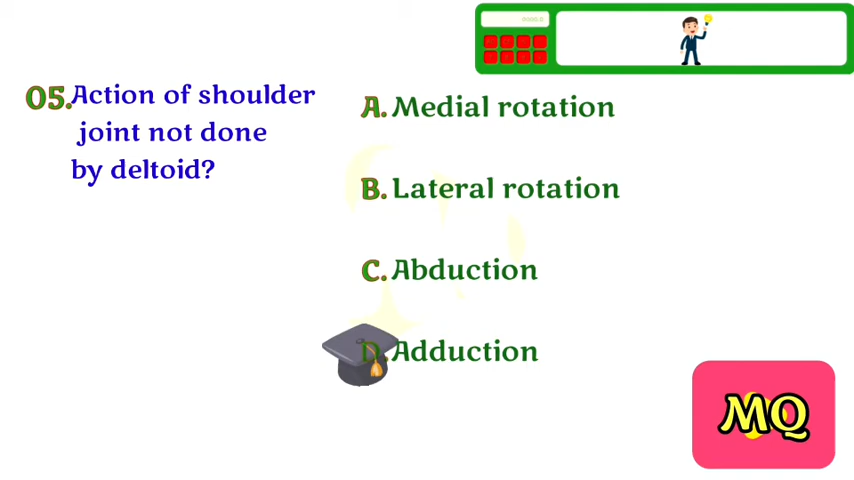 05. Action of shoulder
joint not done
by deltoid?
A. Medial rotation
B. Lateral rotation
C. Abduction
D. Adduction
MQ